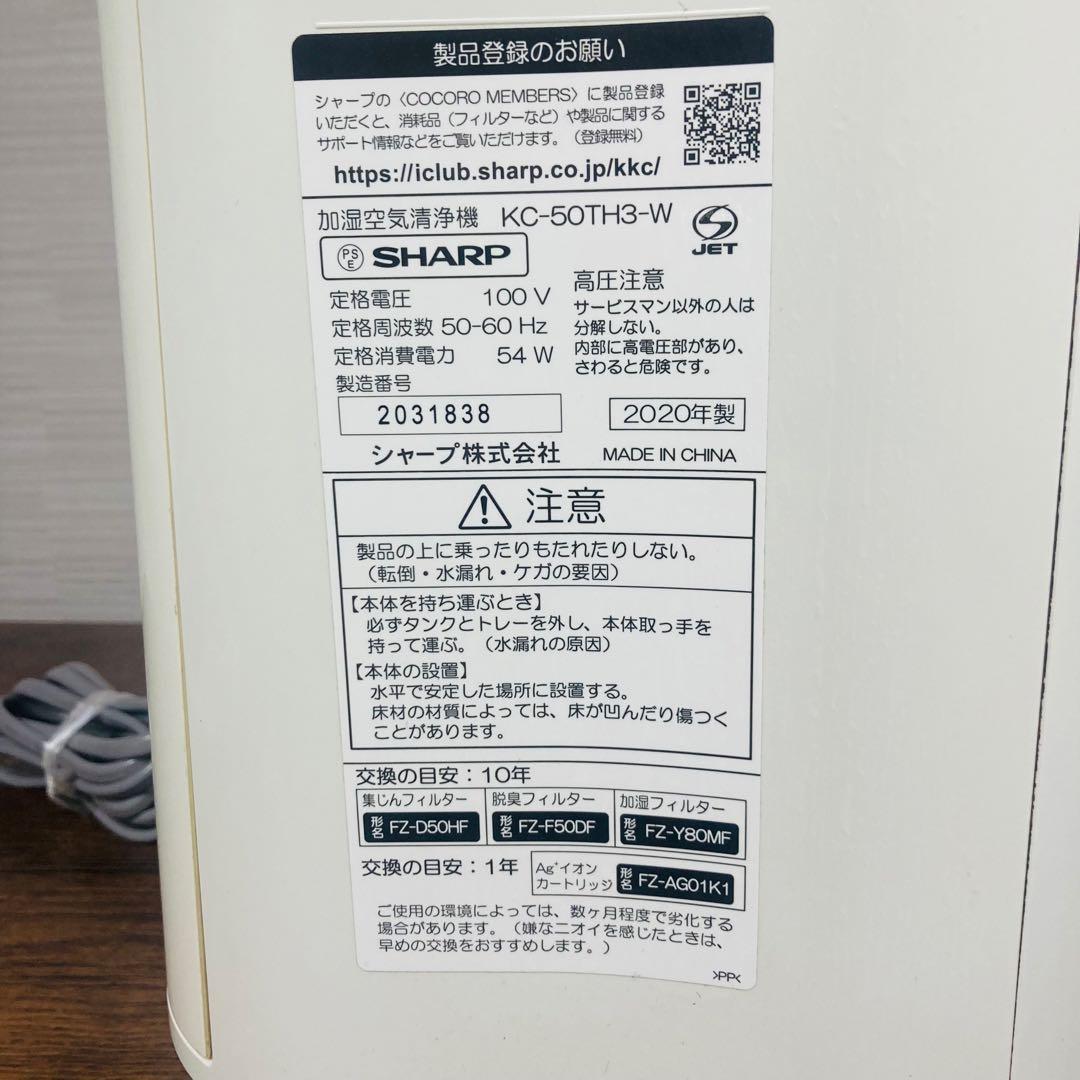 製品登録のお願い
シャープの〈COCORO MEMBERS〉に製品登録
いただくと、消耗品（フィルターなど）や製品に関する
サポート情報などをご覧いただけます。（登録無料）
https://iclub.sharp.co.jp/kkc/
加湿空気清浄機 KC-50TH3-W
JET
PS
E
SHARP
定格電圧 100 V
定格周波数 50-60 Hz
定格消費電力 54 W
製造番号
2031838
高圧注意
サービスマン以外の人は
分解しない。
内部に高電圧部があり、
さわると危険です。
2020年製
シャープ株式会社 MADE IN CHINA
注意
製品の上に乗ったりもたれたりしない。
（転倒・水漏れ・ケガの要因）
【本体を持ち運ぶとき】
必ずタンクとトレーを外し、本体取っ手を
持って運ぶ。（水漏れの原因）
【本体の設置】
水平で安定した場所に設置する。
床材の材質によっては、床が凹んだり傷つく
ことがあります。
交換の目安：10年
集じんフィルター
形名 FZ-D50HF
脱臭フィルター
形名 FZ-F50DF
加湿フィルター
形名 FZ-Y80MF
交換の目安：1年
Ag⁺イオン
カートリッジ
形名 FZ-AG01K1
ご使用の環境によっては、数ヶ月程度で劣化する
場合があります。（嫌なニオイを感じたときは、
早めの交換をおすすめします。）
>PP<